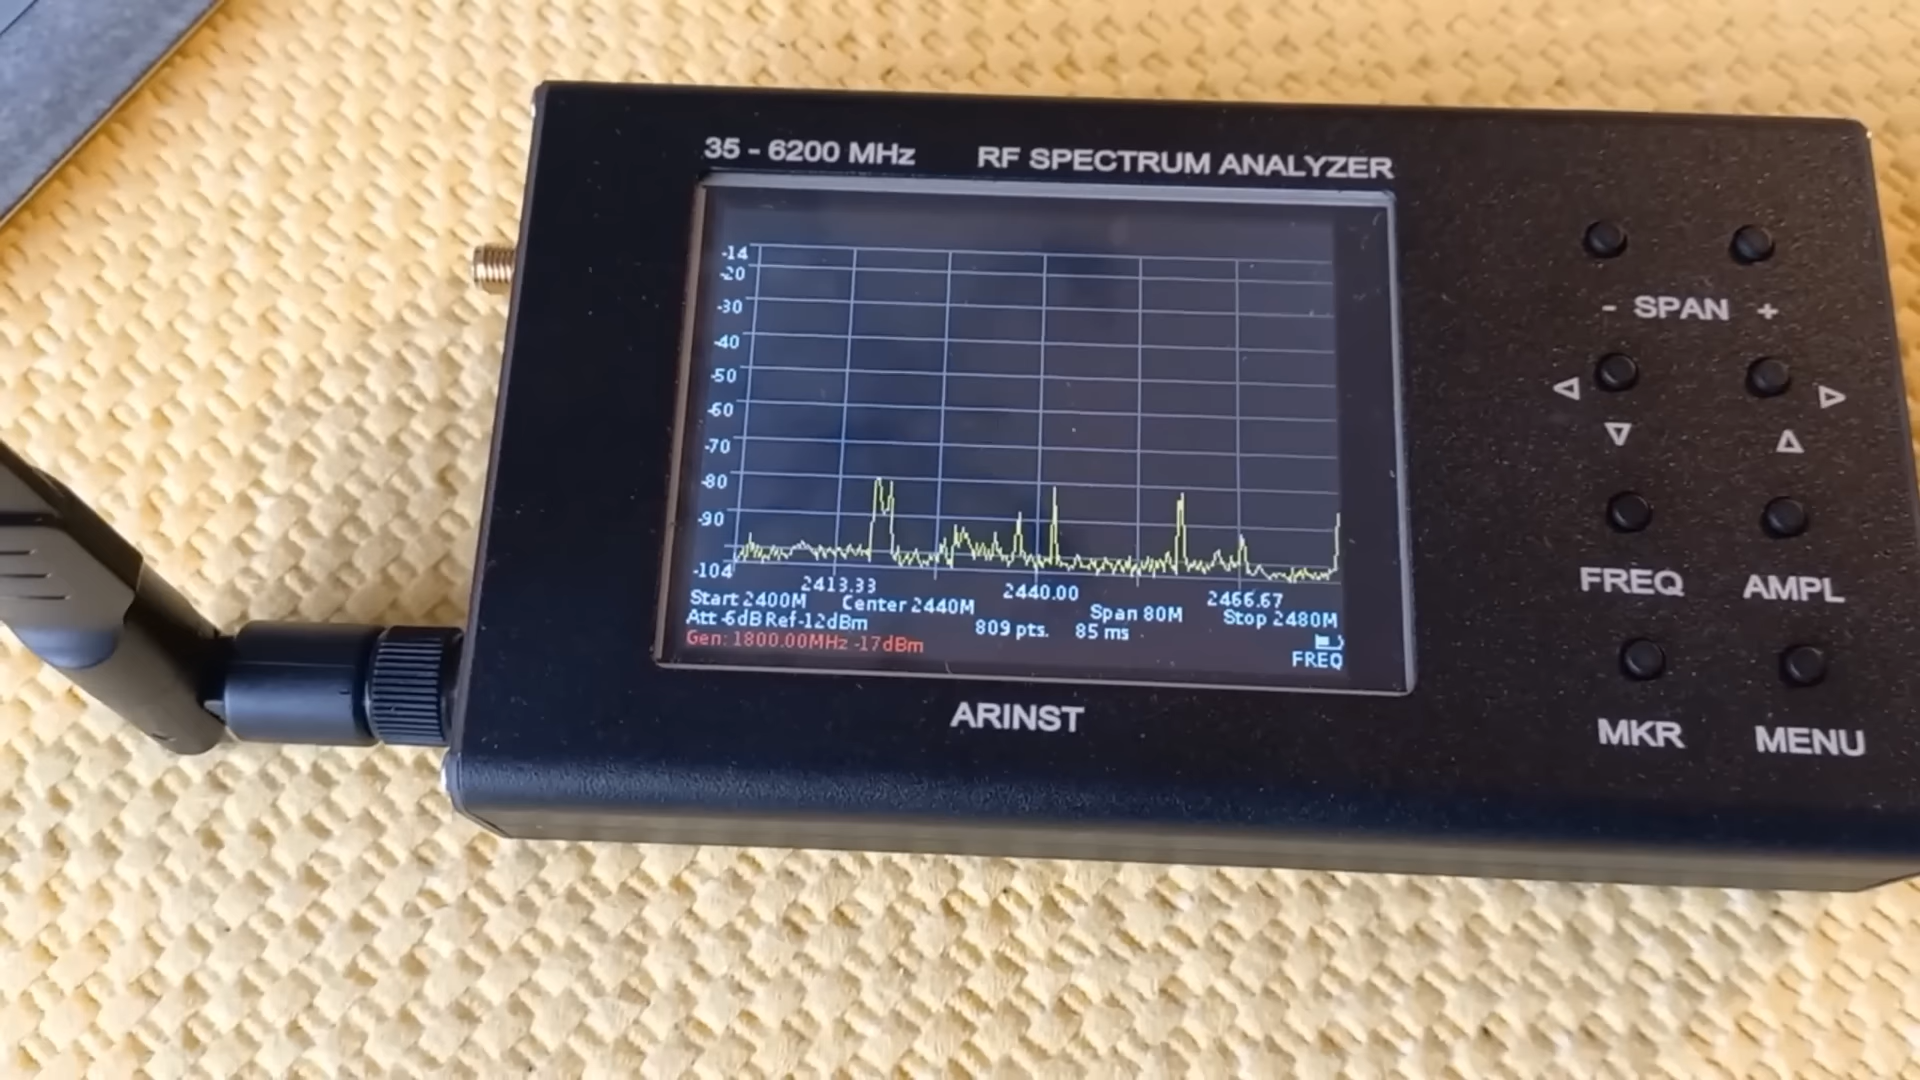 35 - 6200 MHz RF SPECTRUM ANALYZER
-14
-20
-30
-40
-50
-60
-70
-80
-90
-104
2413.33 2440.00 2466.67
Start 2400M Center 2440M Span 80M Stop 2480M
Att -6dB Ref -12dBm 809 pts. 85 ms
Gen: 1800.00MHz -17dBm FREQ
ARINST
- SPAN +
FREQ AMPL
MKR MENU